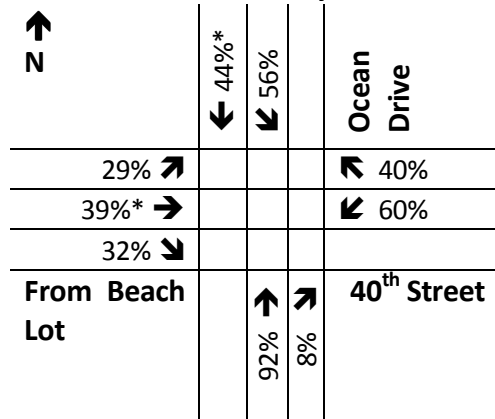 N
↓ 44%*
↙ 56%
Ocean
Drive
29% ↗
↖ 40%
39%* →
↙ 60%
32% ↘
From Beach
Lot
↑ 92%
↗ 8%
40th Street